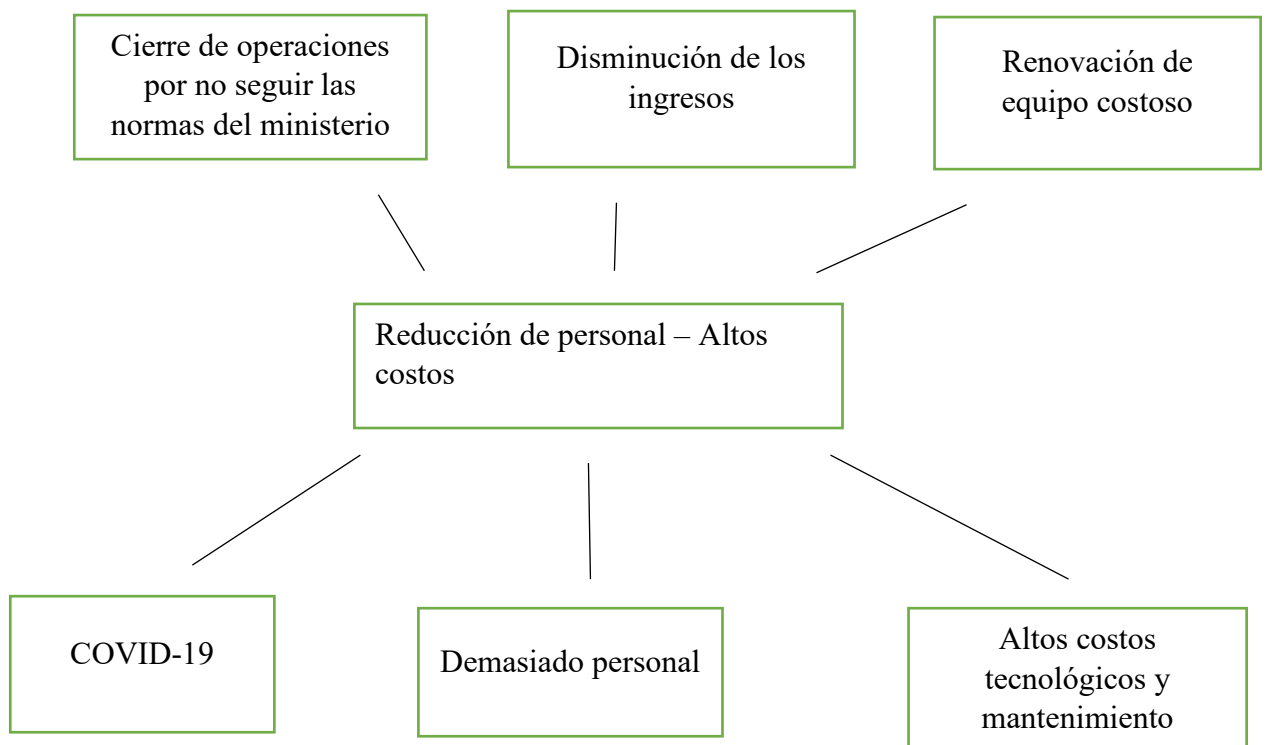 Cierre de operaciones
por no seguir las
normas del ministerio
Disminución de los
ingresos
Renovación de
equipo costoso
Reducción de personal – Altos
costos
COVID-19
Demasiado personal
Altos costos
tecnológicos y
mantenimiento